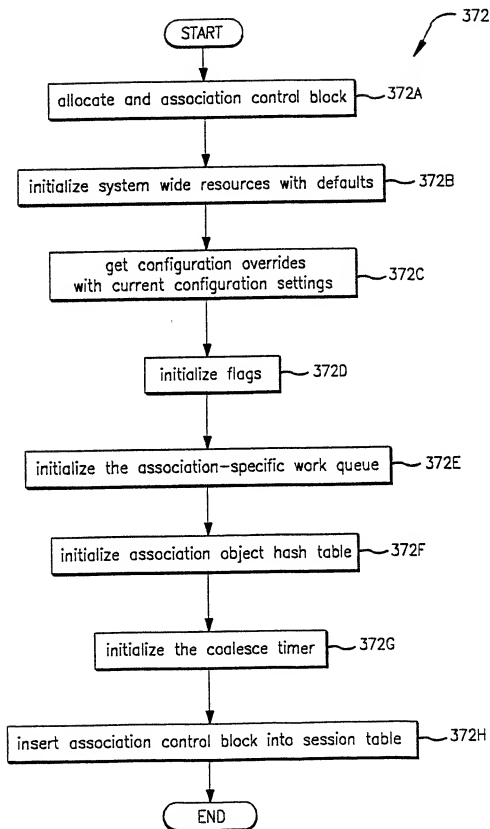 372
START
allocate and association control block
372A
initialize system wide resources with defaults
372B
get configuration overrides
with current configuration settings
372C
initialize flags
372D
initialize the association-specific work queue
372E
initialize association object hash table
372F
initialize the coalesce timer
372G
insert association control block into session table
372H
END